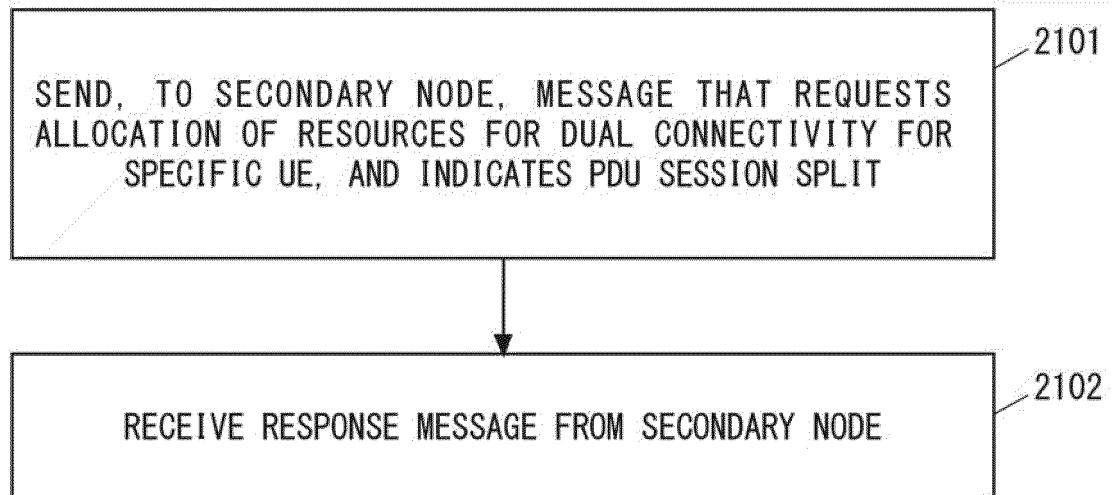 2101
SEND, TO SECONDARY NODE, MESSAGE THAT REQUESTS
ALLOCATION OF RESOURCES FOR DUAL CONNECTIVITY FOR
SPECIFIC UE, AND INDICATES PDU SESSION SPLIT
2102
RECEIVE RESPONSE MESSAGE FROM SECONDARY NODE